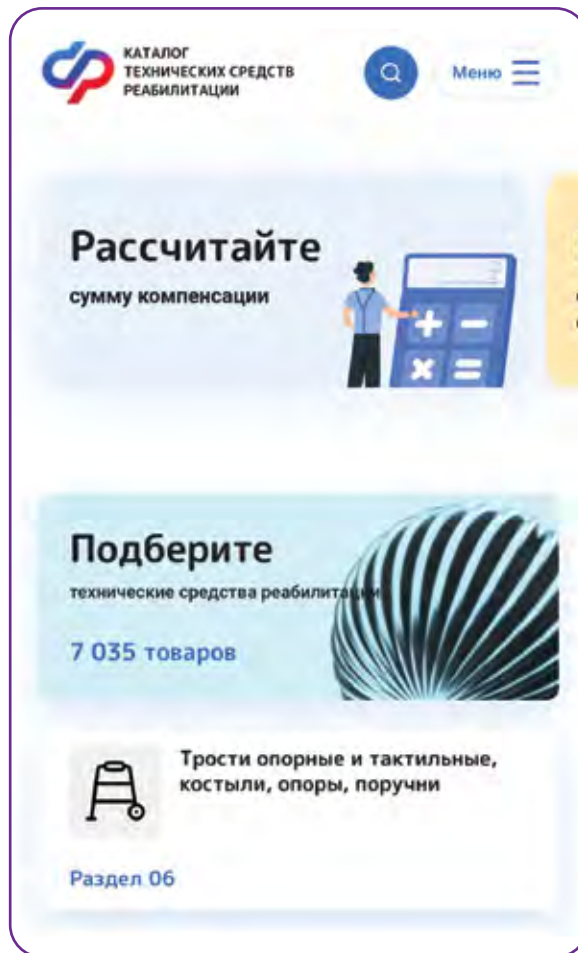 КАТАЛОГ
ТЕХНИЧЕСКИХ СРЕДСТВ
РЕАБИЛИТАЦИИ
Меню
Рассчитайте
сумму компенсации
Подберите
технические средства реабилитации
7 035 товаров
Трости опорные и тактильные,
костыли, опоры, поручни
Раздел 06